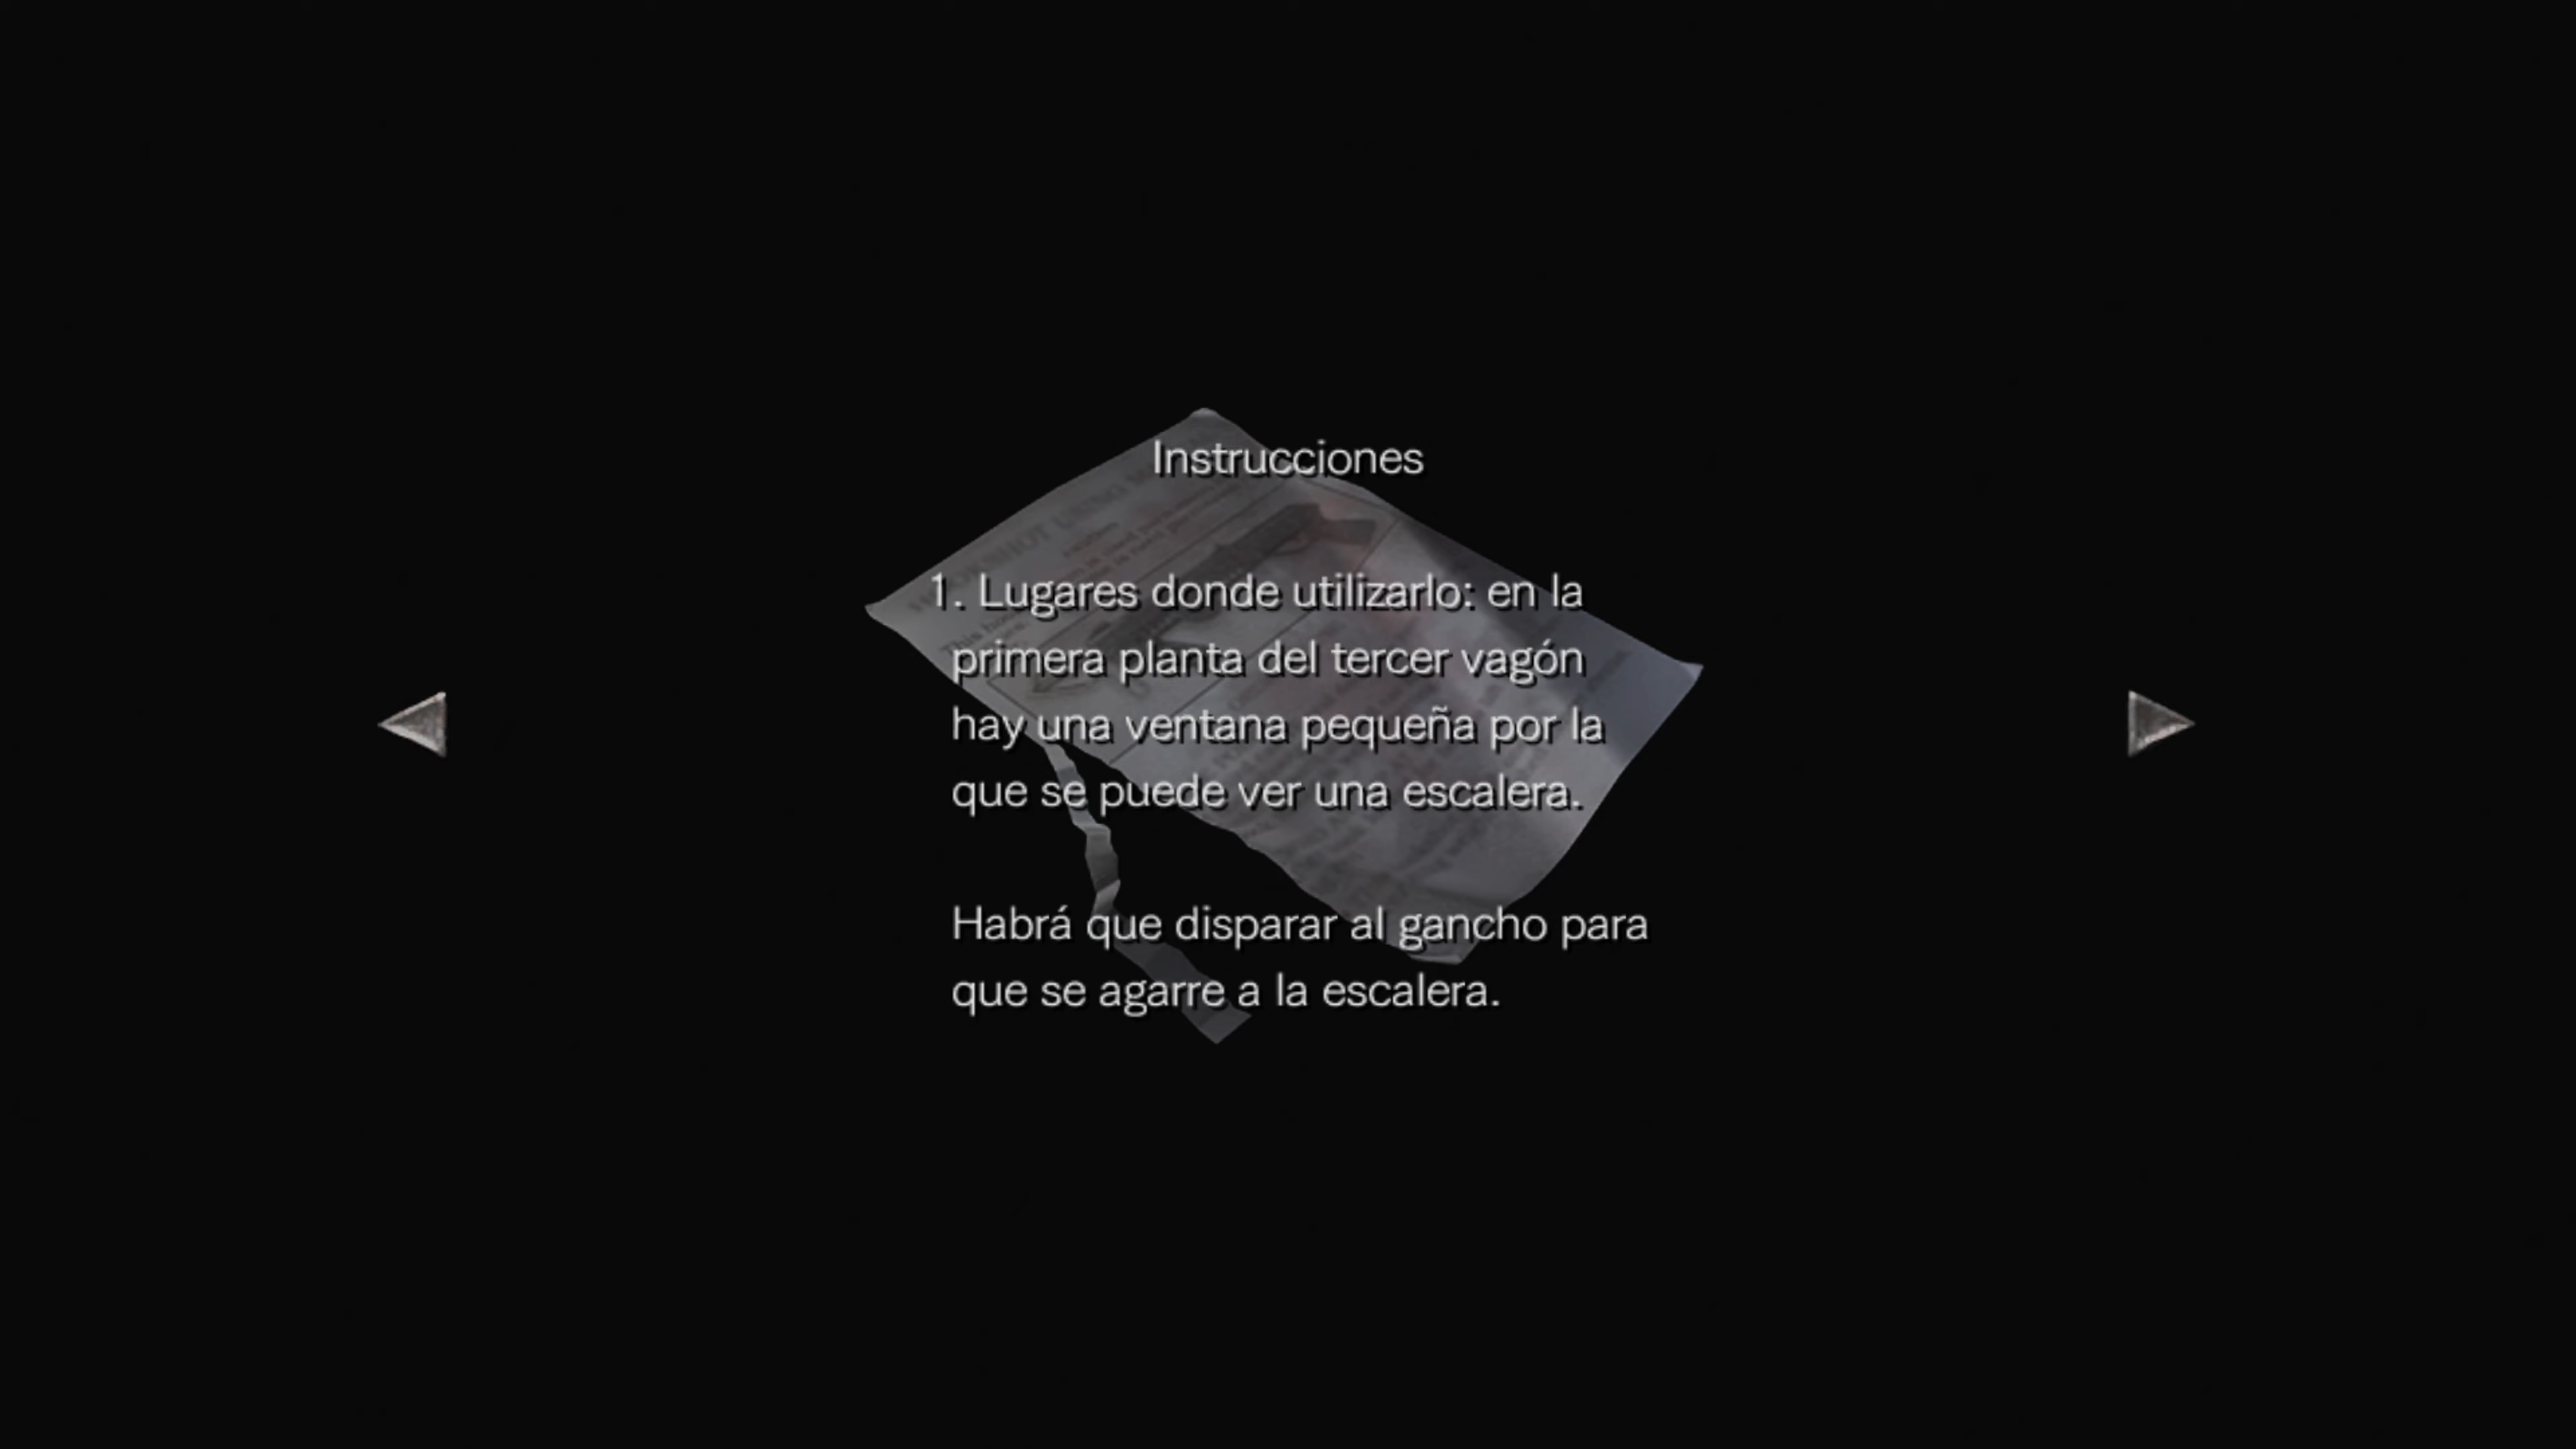 Instrucciones
1. Lugares donde utilizarlo: en la
primera planta del tercer vagón
hay una ventana pequeña por la
que se puede ver una escalera.
Habrá que disparar al gancho para
que se agarre a la escalera.